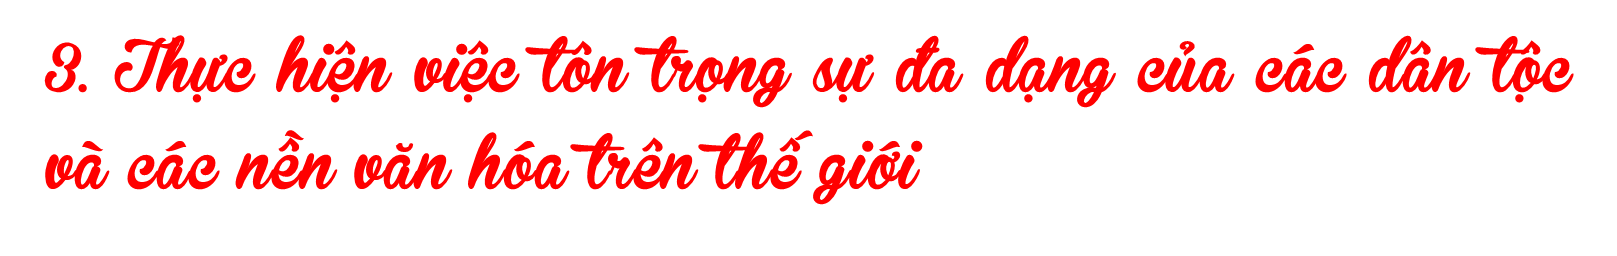 3. Thực hiện việc tôn trọng sự đa dạng của các dân tộc
và các nền văn hóa trên thế giới